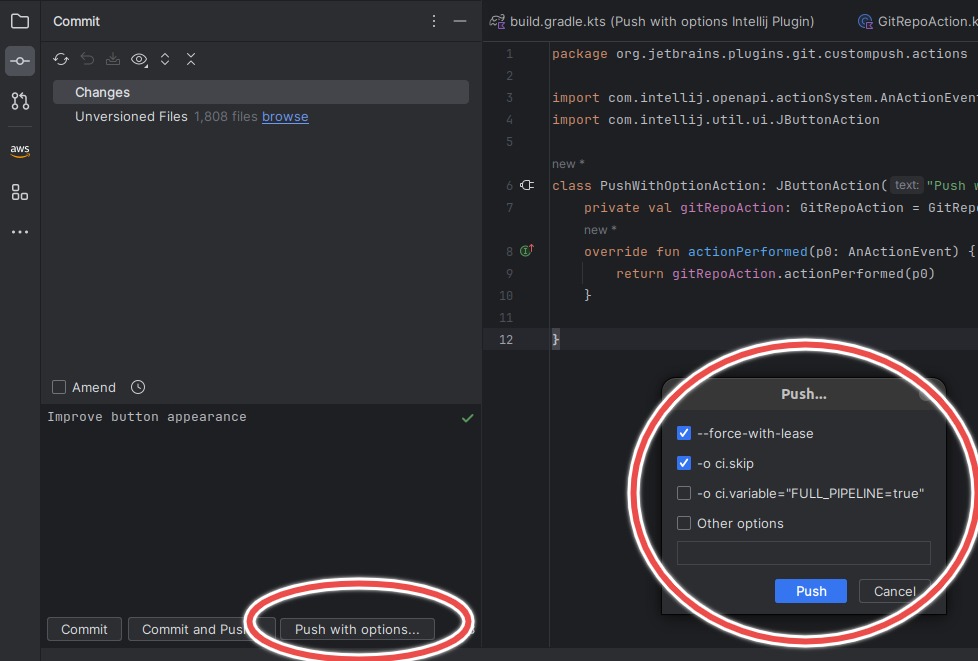 Commit
build.gradle.kts (Push with options Intellij Plugin)
GitRepoAction.k
aws
Changes
Unversioned Files 1,808 files browse
1 package org.jetbrains.plugins.git.custompush.actions
2
3 import com.intellij.openapi.actionSystem.AnActionEvent
4 import com.intellij.util.ui.JButtonAction
5
new *
6 class PushWithOptionAction: JButtonAction( text: "Push w
7 private val gitRepoAction: GitRepoAction = GitRepo
new *
8 override fun actionPerformed(p0: AnActionEvent) {
9 return gitRepoAction.actionPerformed(p0)
10 }
11
12 }
Amend
Improve button appearance
Push...
--force-with-lease
-o ci.skip
-o ci.variable="FULL_PIPELINE=true"
Other options
Push Cancel
Commit
Commit and Pus
Push with options...